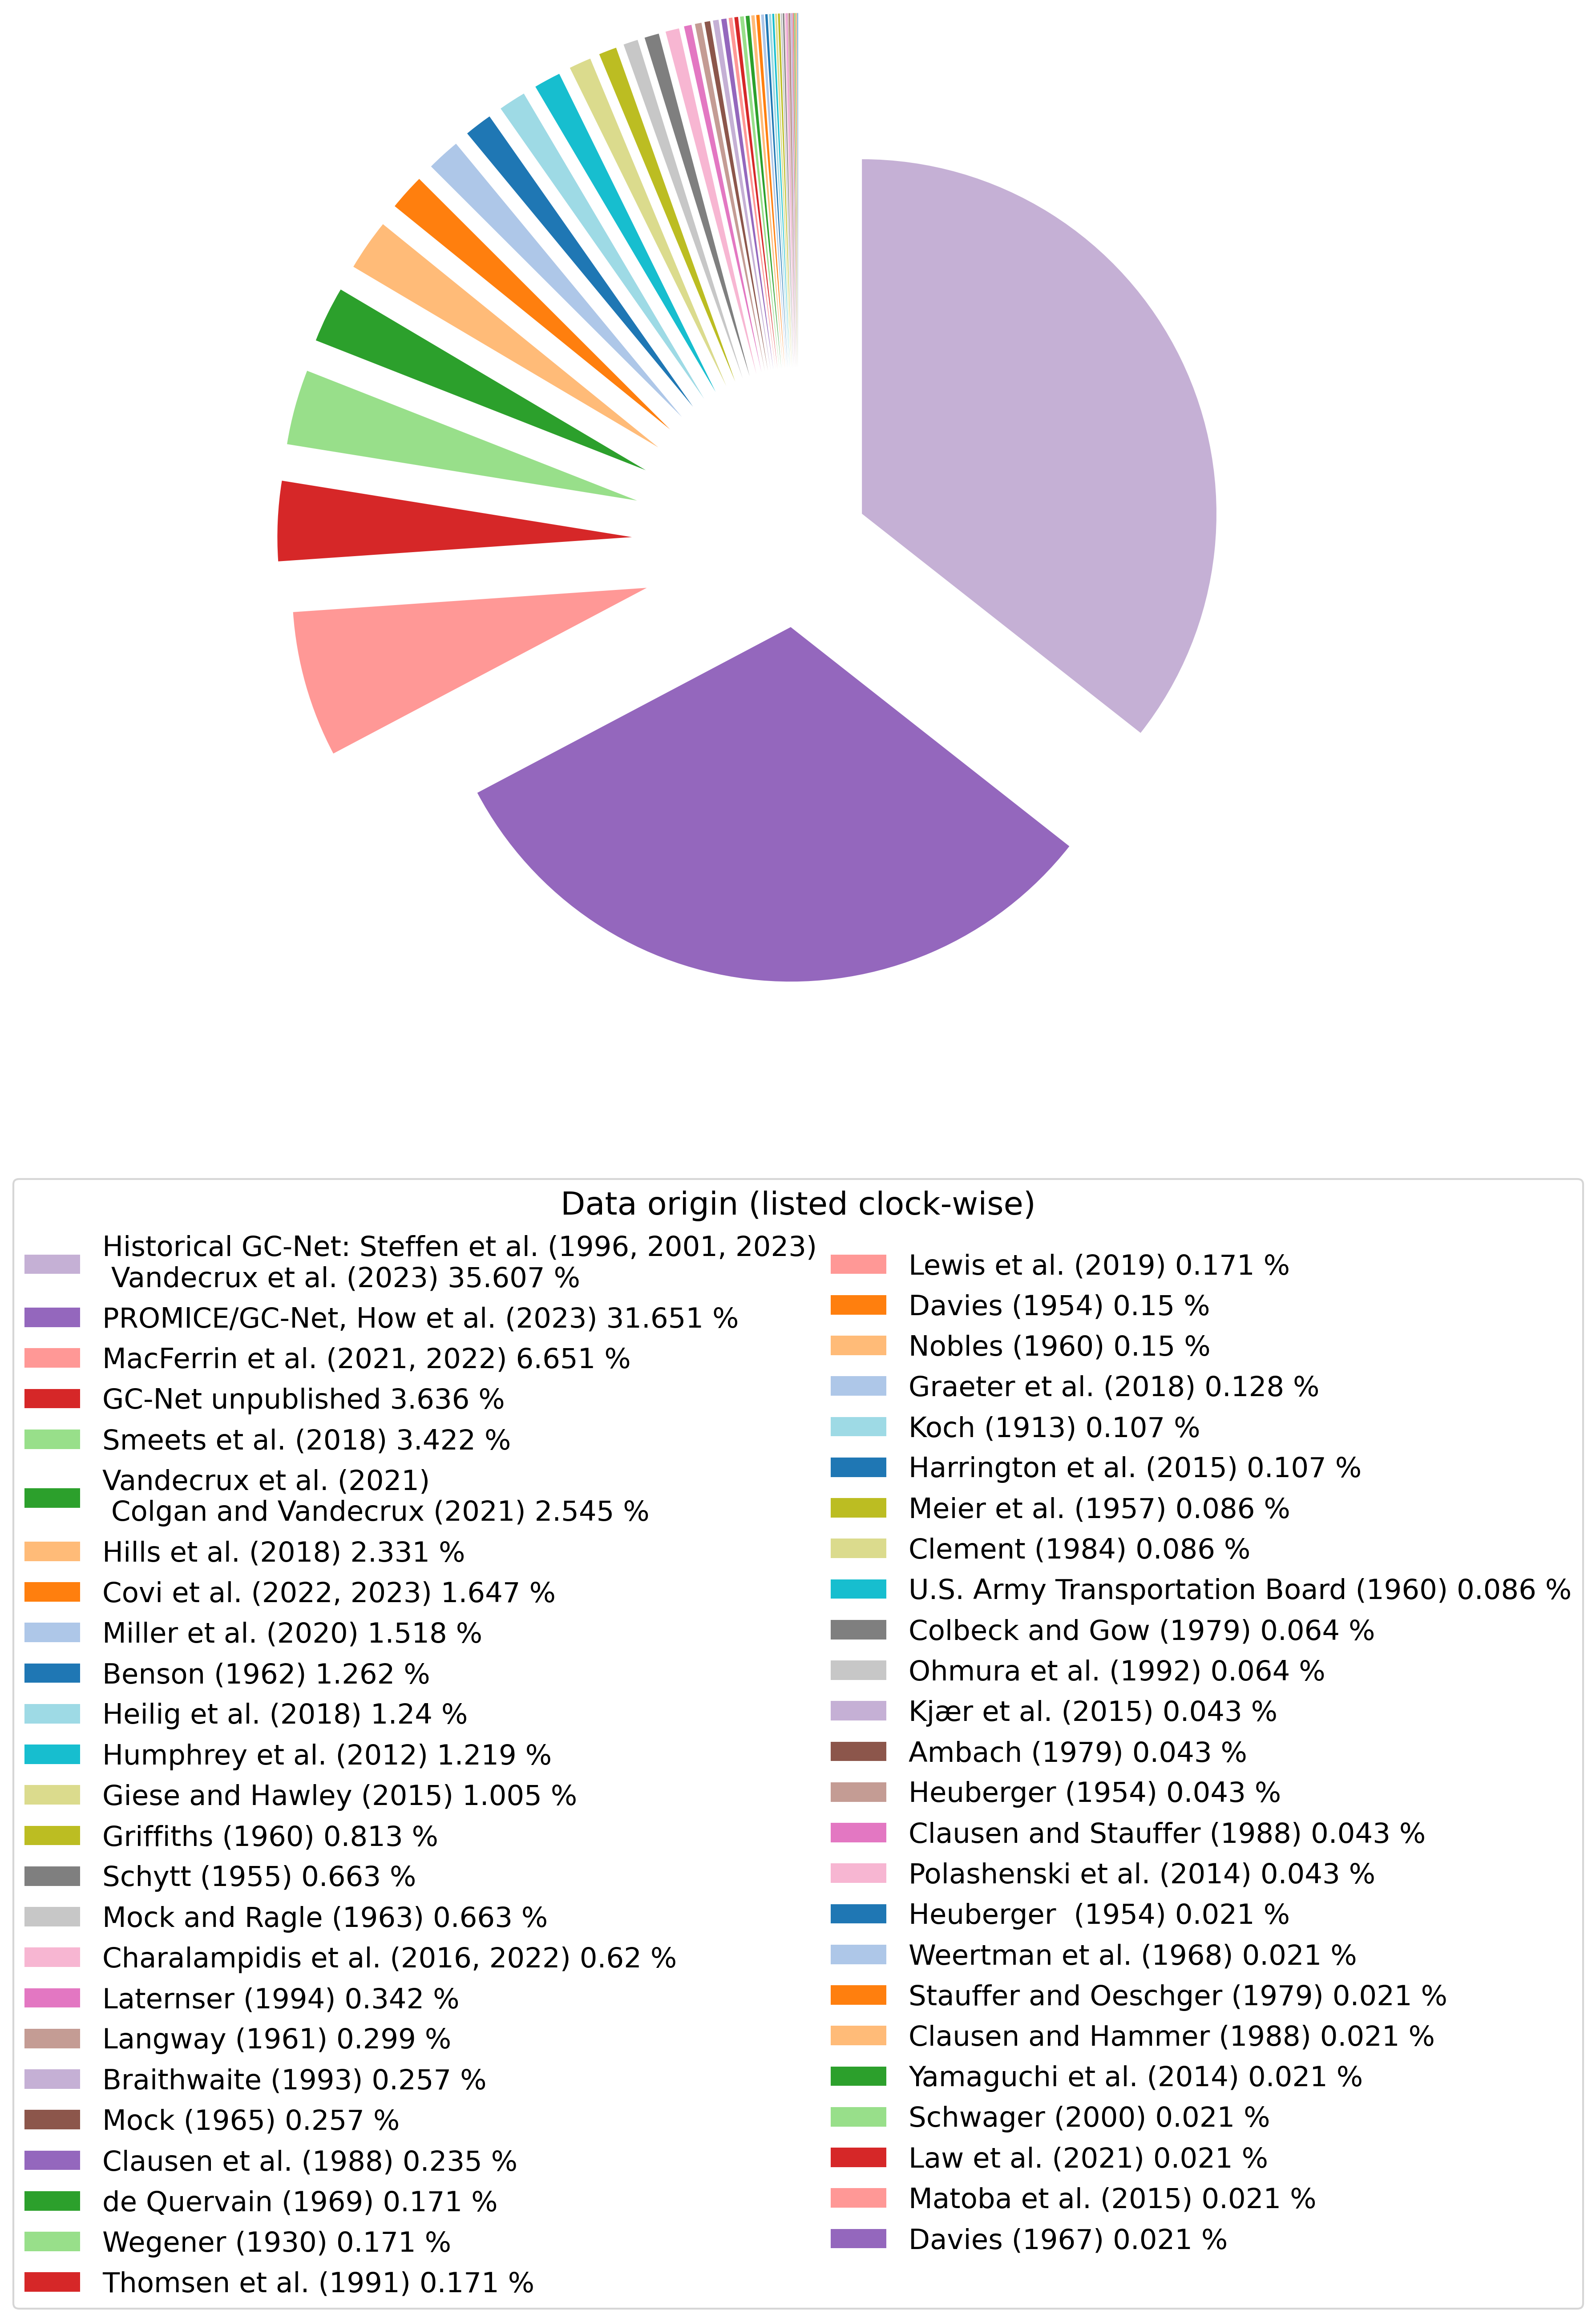 Data origin (listed clock-wise)
Historical GC-Net: Steffen et al. (1996, 2001, 2023)
Vandecrux et al. (2023) 35.607 %
PROMICE/GC-Net, How et al. (2023) 31.651 %
MacFerrin et al. (2021, 2022) 6.651 %
GC-Net unpublished 3.636 %
Smeets et al. (2018) 3.422 %
Vandecrux et al. (2021)
Colgan and Vandecrux (2021) 2.545 %
Hills et al. (2018) 2.331 %
Covi et al. (2022, 2023) 1.647 %
Miller et al. (2020) 1.518 %
Benson (1962) 1.262 %
Heilig et al. (2018) 1.24 %
Humphrey et al. (2012) 1.219 %
Giese and Hawley (2015) 1.005 %
Griffiths (1960) 0.813 %
Schytt (1955) 0.663 %
Mock and Ragle (1963) 0.663 %
Charalampidis et al. (2016, 2022) 0.62 %
Laternser (1994) 0.342 %
Langway (1961) 0.299 %
Braithwaite (1993) 0.257 %
Mock (1965) 0.257 %
Clausen et al. (1988) 0.235 %
de Quervain (1969) 0.171 %
Wegener (1930) 0.171 %
Thomsen et al. (1991) 0.171 %
Lewis et al. (2019) 0.171 %
Davies (1954) 0.15 %
Nobles (1960) 0.15 %
Graeter et al. (2018) 0.128 %
Koch (1913) 0.107 %
Harrington et al. (2015) 0.107 %
Meier et al. (1957) 0.086 %
Clement (1984) 0.086 %
U.S. Army Transportation Board (1960) 0.086 %
Colbeck and Gow (1979) 0.064 %
Ohmura et al. (1992) 0.064 %
Kjær et al. (2015) 0.043 %
Ambach (1979) 0.043 %
Heuberger (1954) 0.043 %
Clausen and Stauffer (1988) 0.043 %
Polashenski et al. (2014) 0.043 %
Heuberger  (1954) 0.021 %
Weertman et al. (1968) 0.021 %
Stauffer and Oeschger (1979) 0.021 %
Clausen and Hammer (1988) 0.021 %
Yamaguchi et al. (2014) 0.021 %
Schwager (2000) 0.021 %
Law et al. (2021) 0.021 %
Matoba et al. (2015) 0.021 %
Davies (1967) 0.021 %